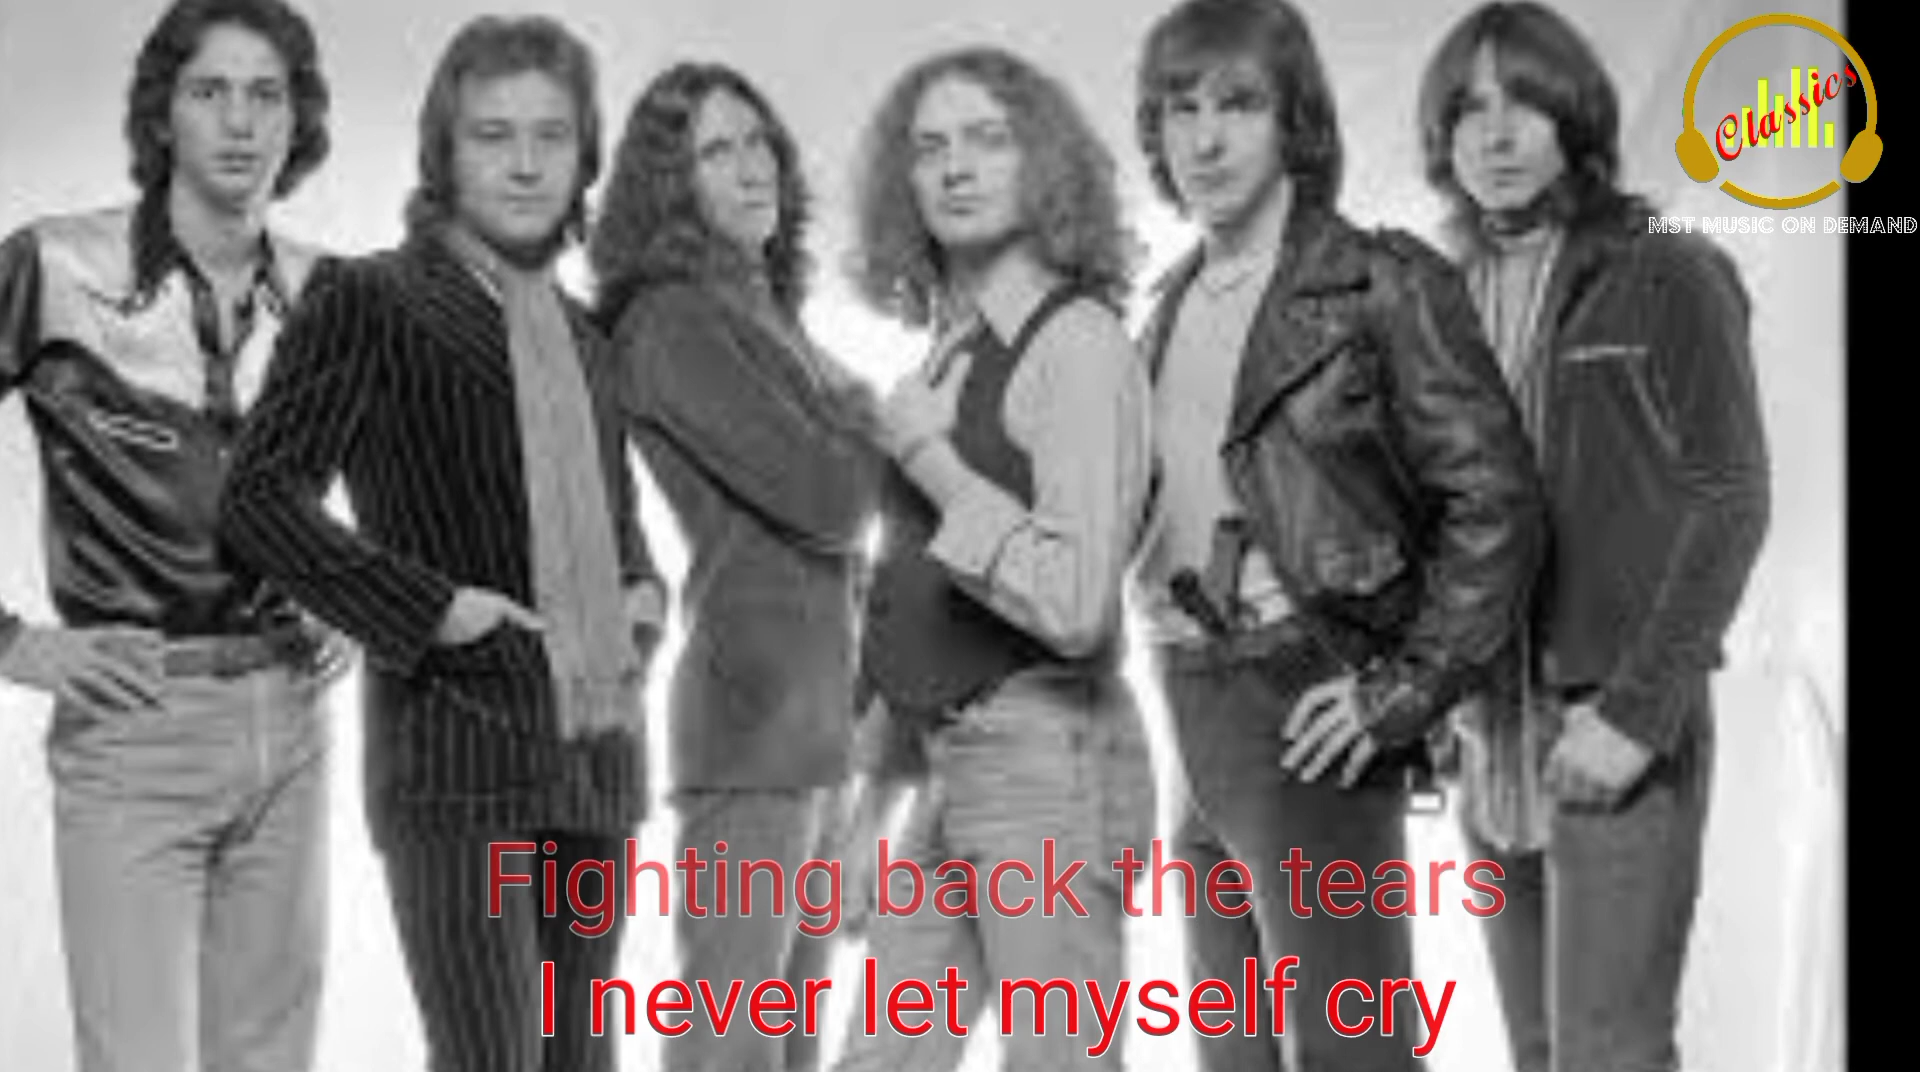 Classics
MST MUSIC ON DEMAND
Fighting back the tears
I never let myself cry